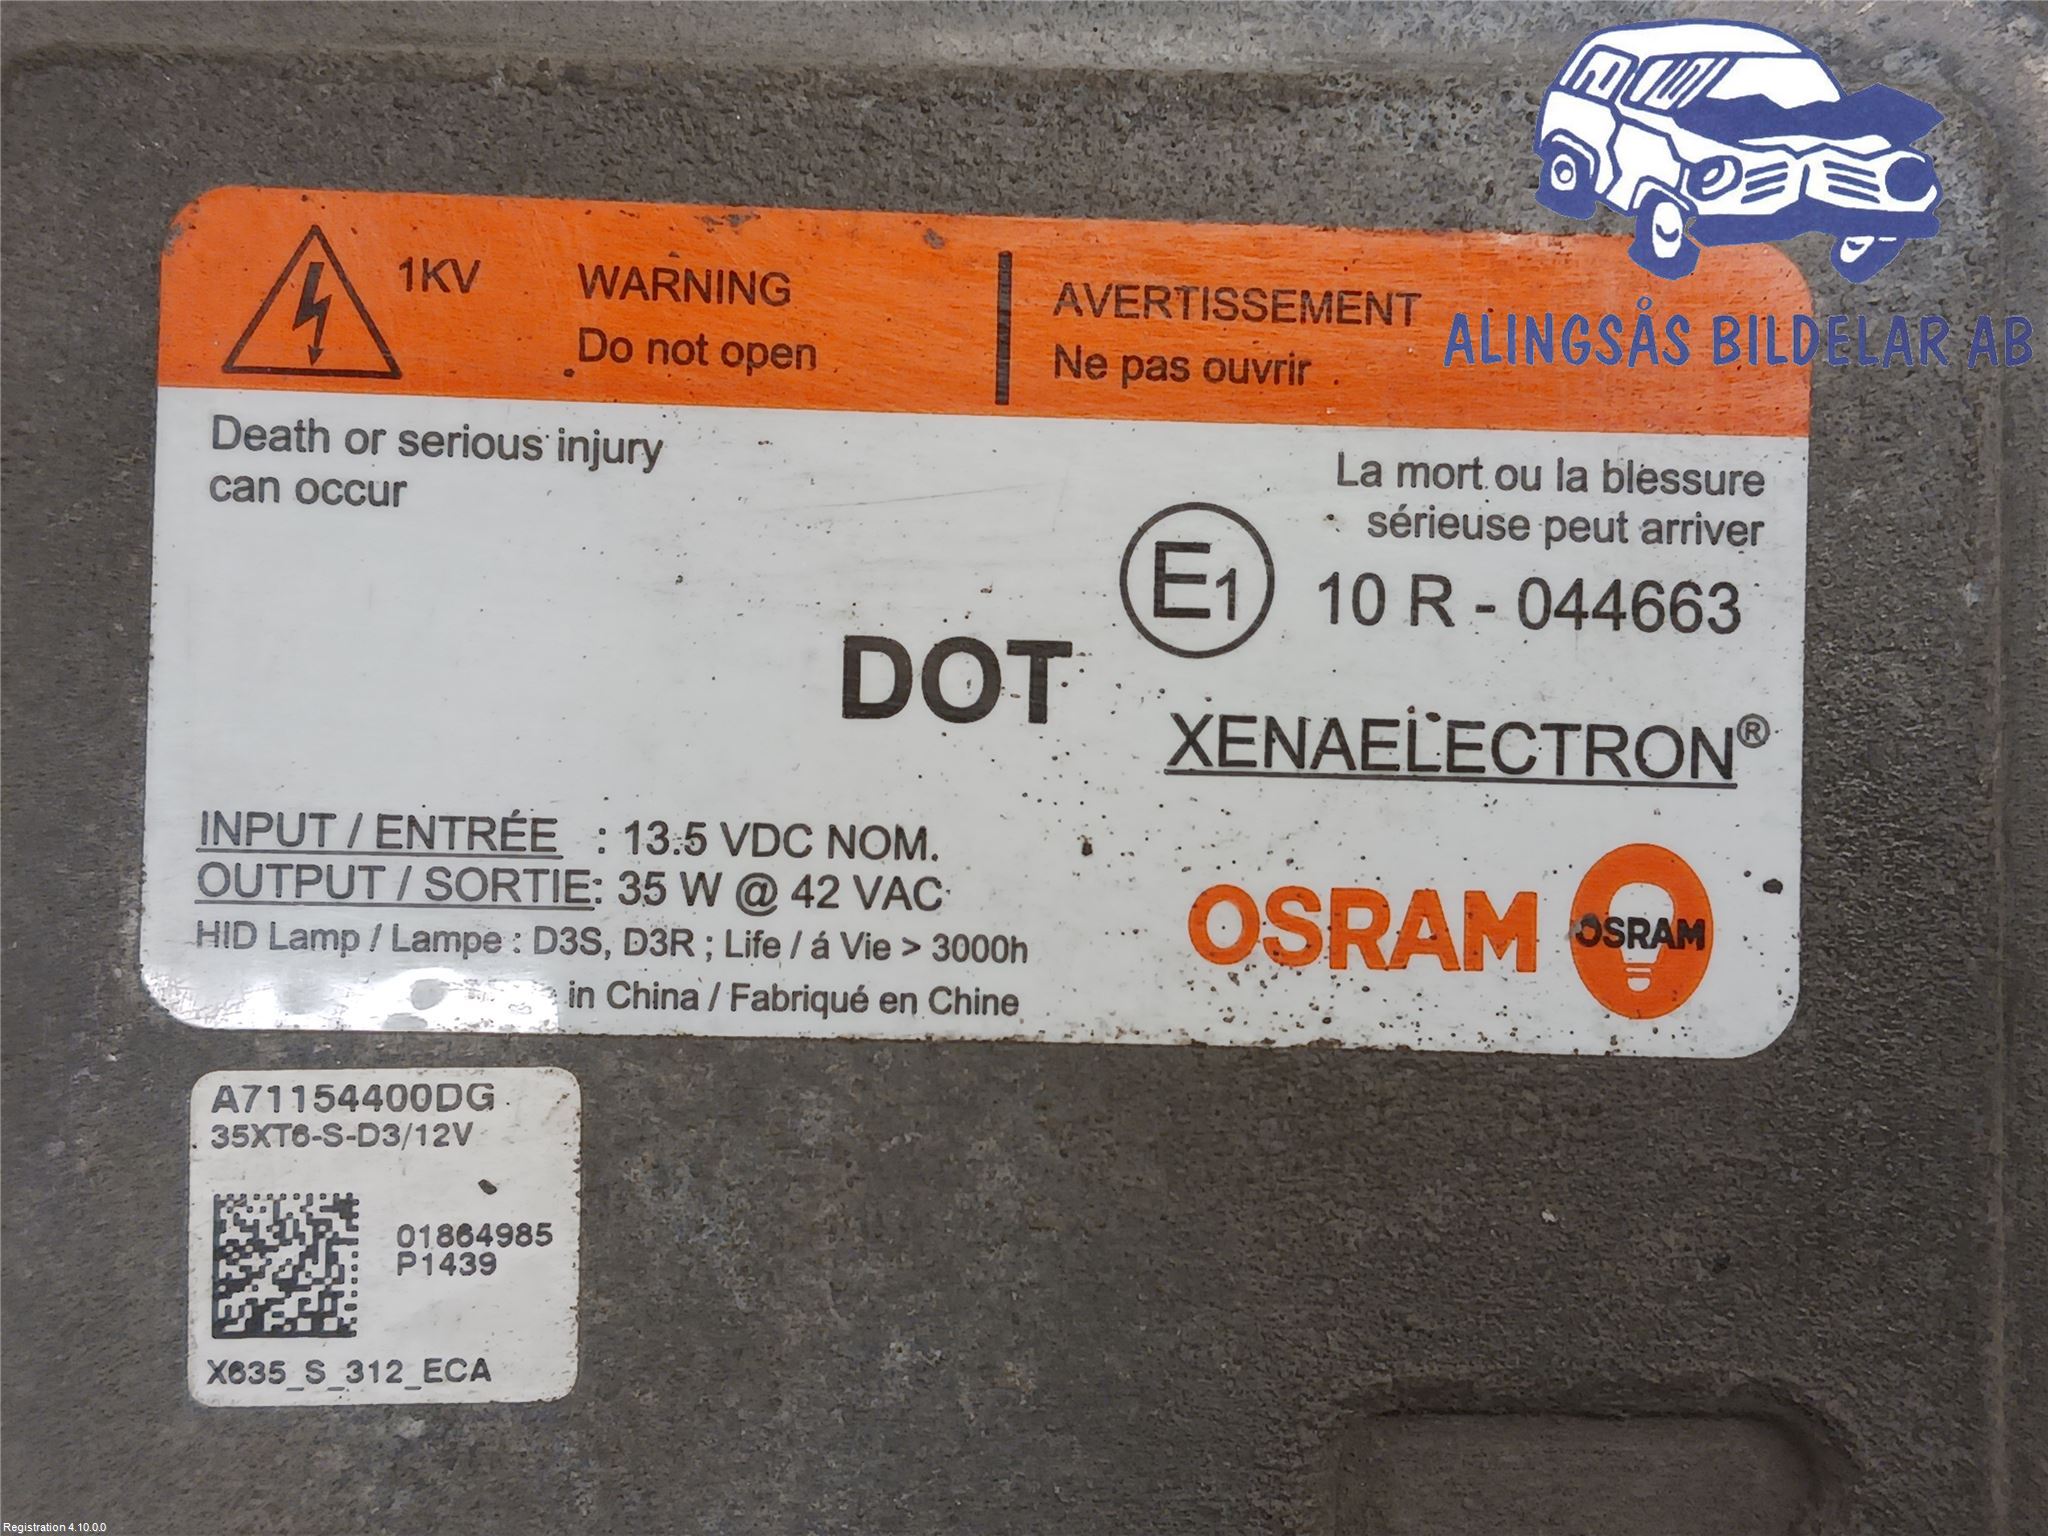 ALINGSÅS BILDELAR AB
1KV
WARNING
Do not open
AVERTISSEMENT
Ne pas ouvrir
Death or serious injury
can occur
La mort ou la blessure
sérieuse peut arriver
E1
10 R - 044663
DOT
XENAELECTRON®
INPUT / ENTRÉE : 13.5 VDC NOM.
OUTPUT / SORTIE: 35 W @ 42 VAC
HID Lamp / Lampe : D3S, D3R ; Life / á Vie > 3000h
in China / Fabriqué en Chine
OSRAM
OSRAM
A71154400DG
35XT6-S-D3/12V
01864985
P1439
X635_S_312_ECA
Registration 4.10.0.0